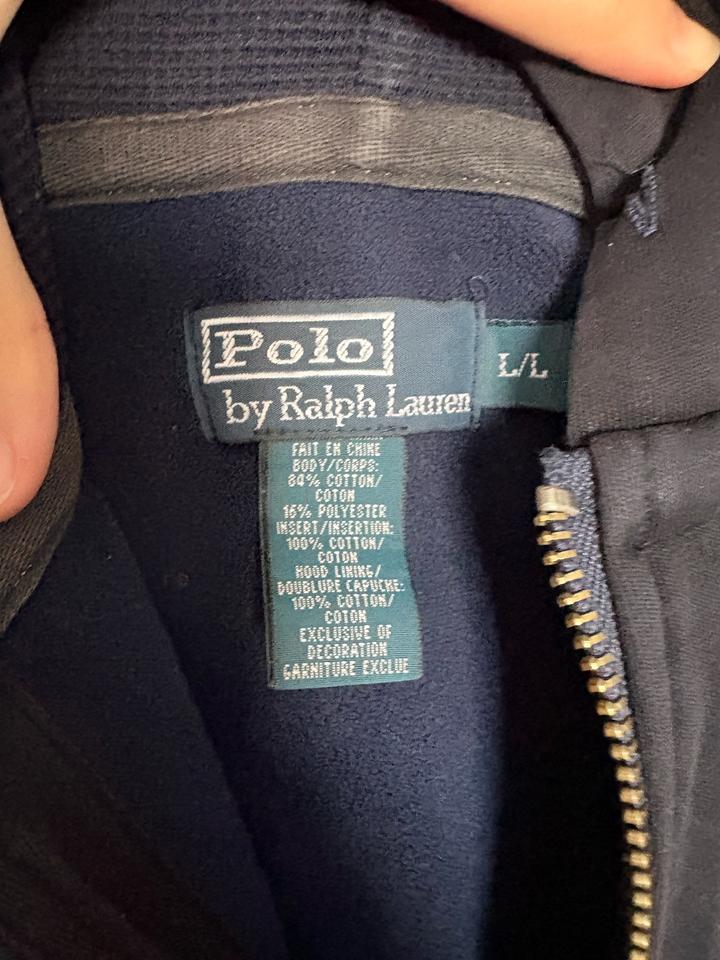 Polo
by Ralph Lauren
L/L
FAIT EN CHINE
BODY/CORPS:
84% COTTON/
COTON
16% POLYESTER
INSERT/INSERTION:
100% COTTON/
COTON
HOOD LINING/
DOUBLURE CAPUCHE:
100% COTTON/
COTON
EXCLUSIVE OF
DECORATION
GARNITURE EXCLUE